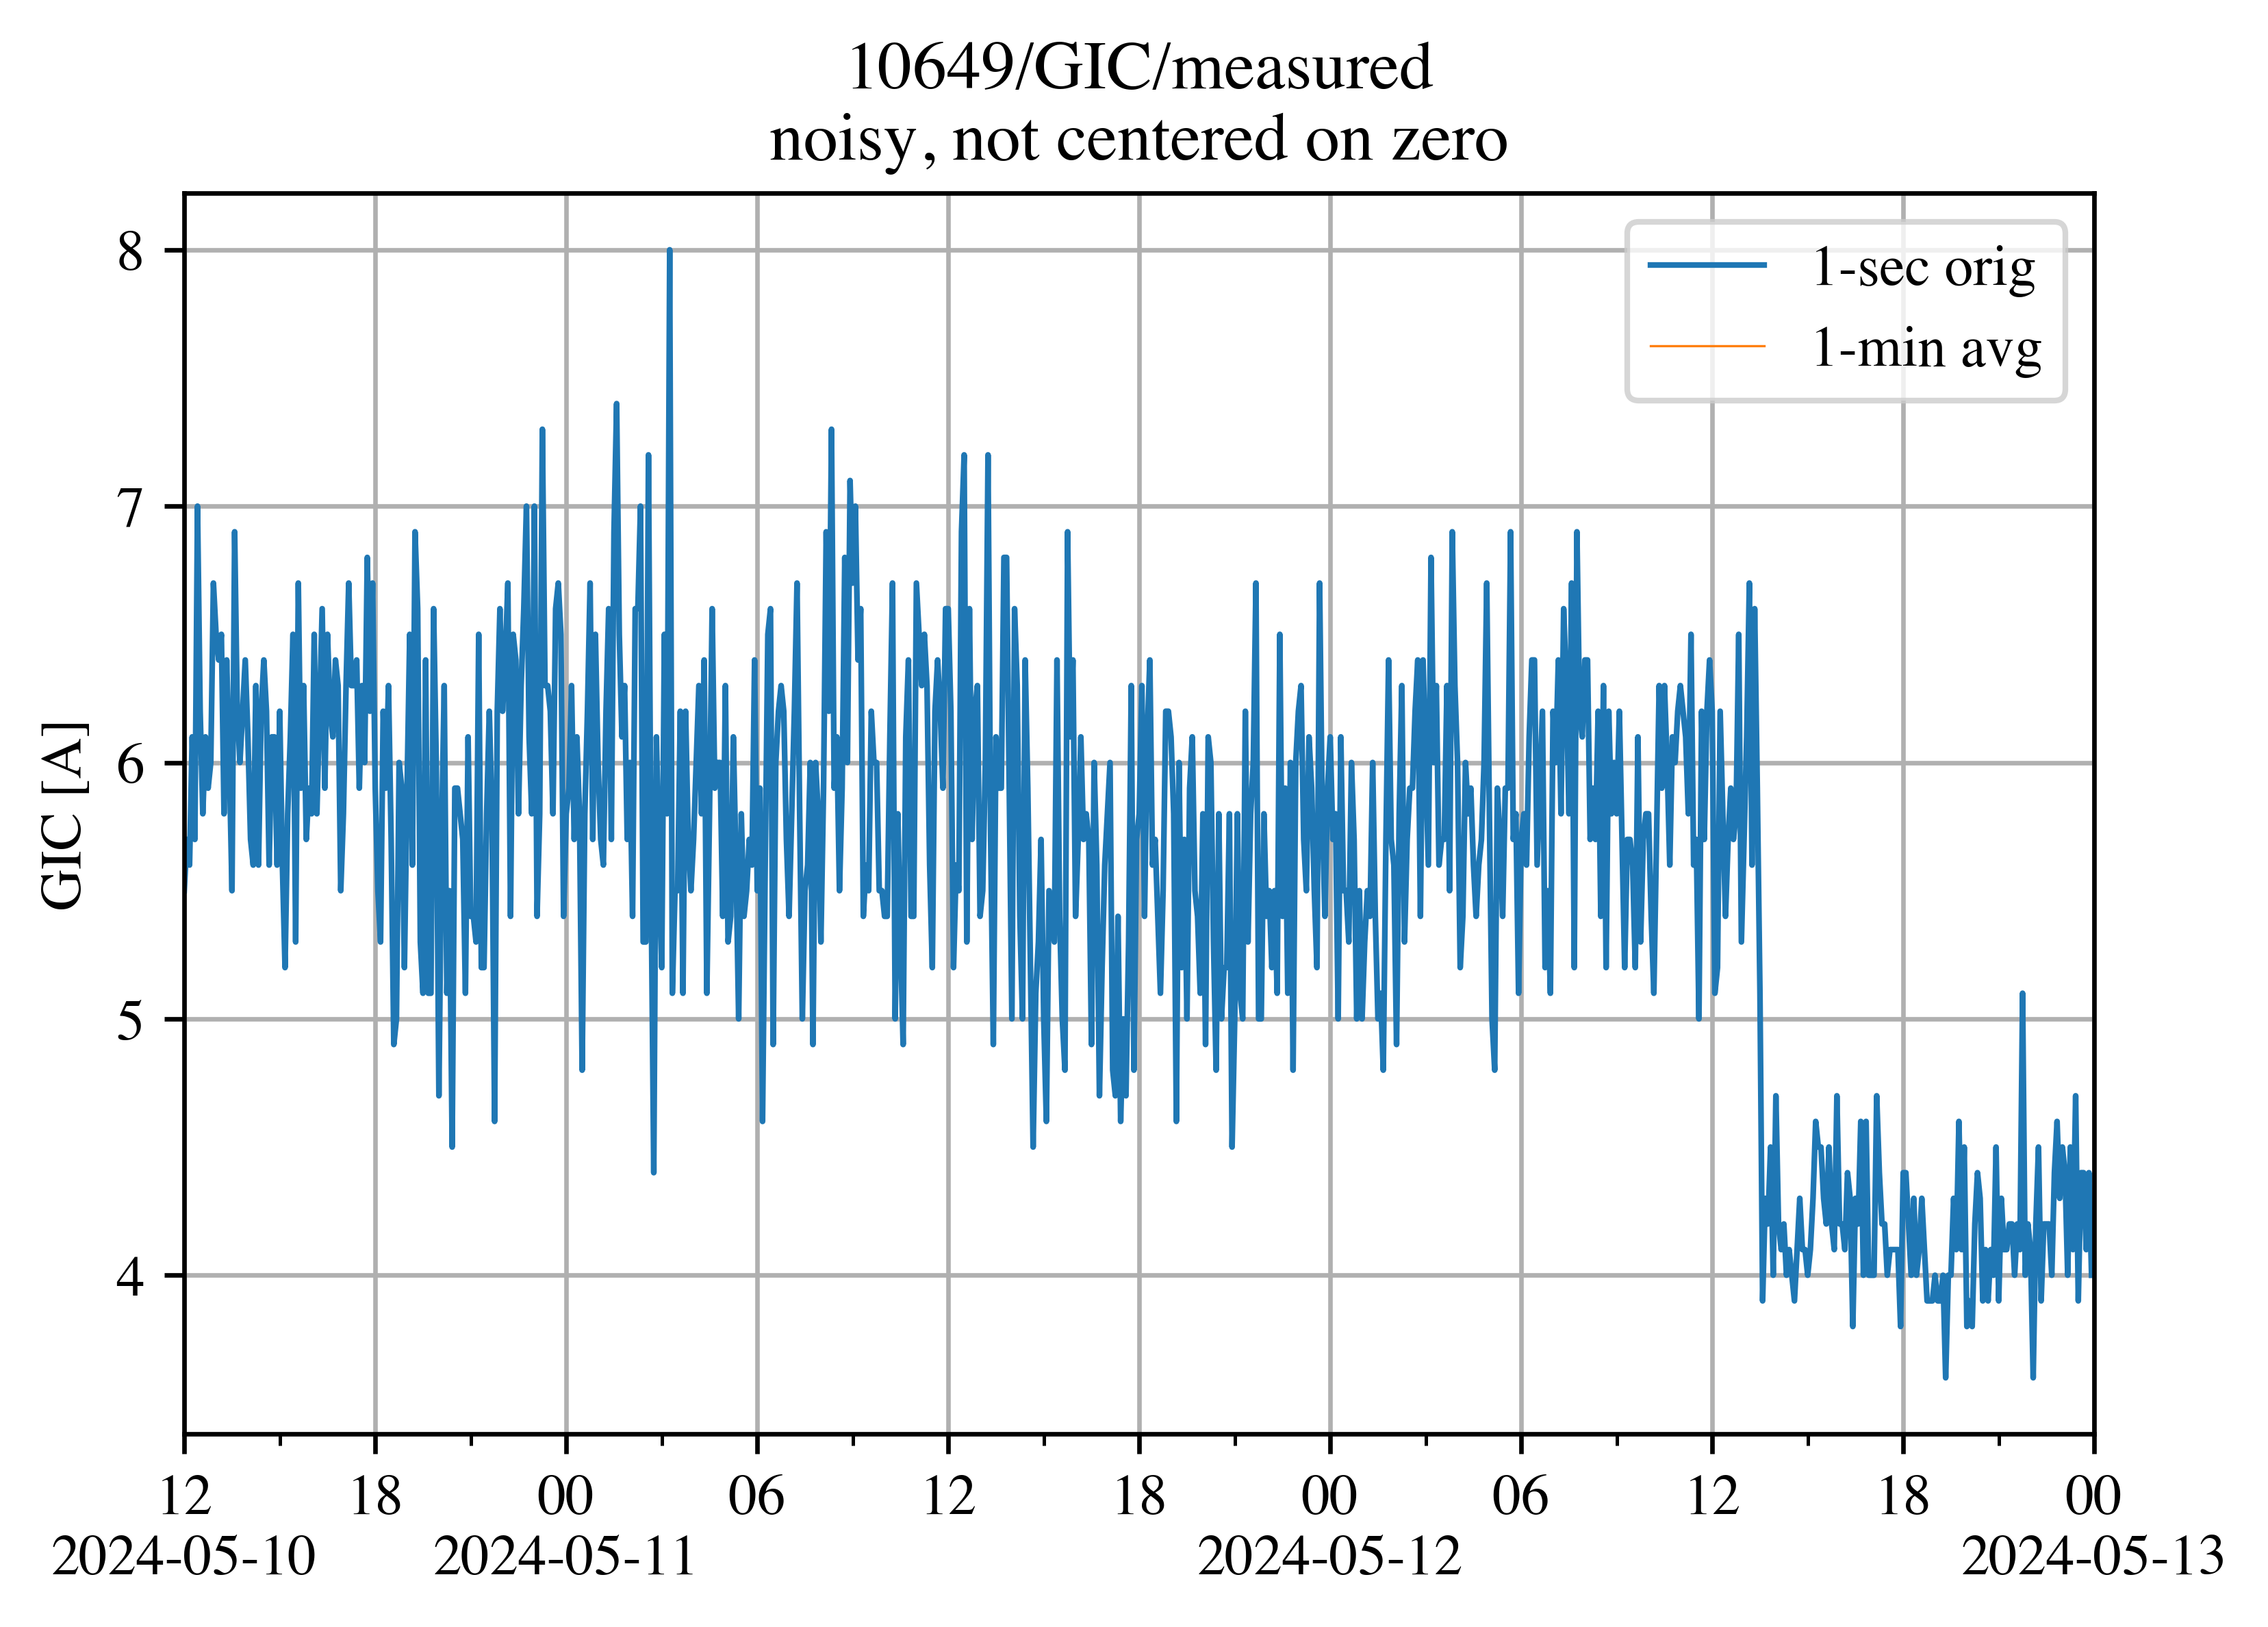 10649/GIC/measured
noisy, not centered on zero
1-sec orig
1-min avg
8
7
6
5
4
GIC [A]
12 18 00 06 12 18 00 06 12 18 00
2024-05-10 2024-05-11 2024-05-12 2024-05-13